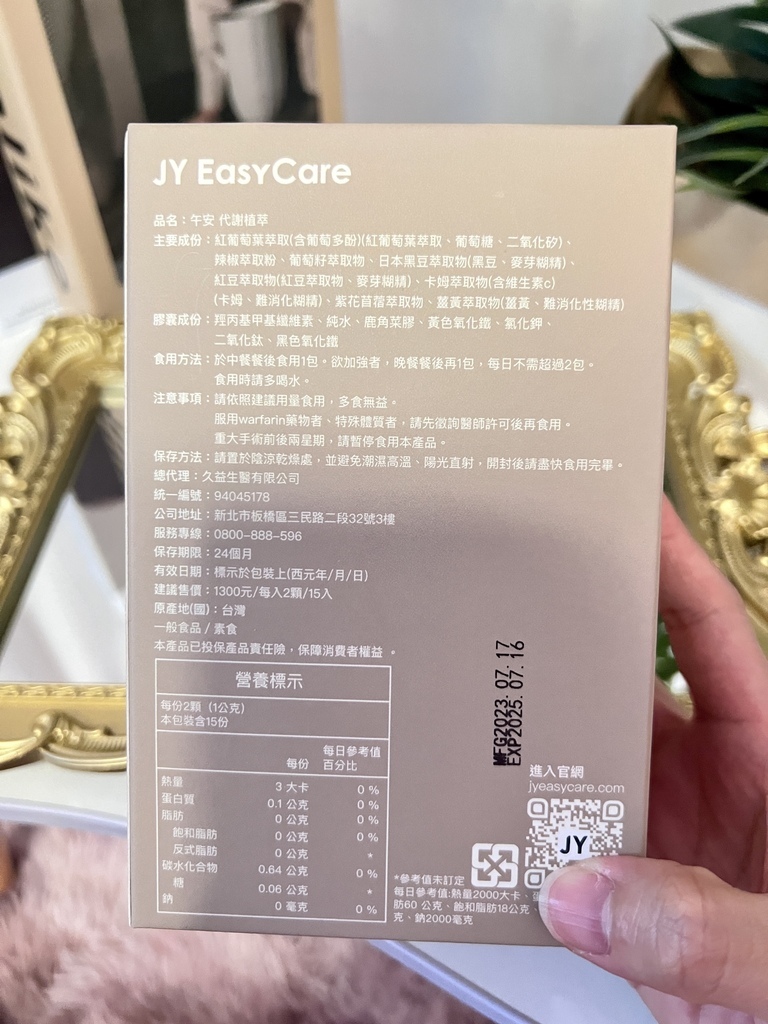 JY EasyCare
品名：午安 代謝植萃
主要成份：紅葡萄葉萃取(含葡萄多酚)(紅葡萄葉萃取、葡萄糖、二氧化矽)、
辣椒萃取粉、葡萄籽萃取物、日本黑豆萃取物(黑豆、麥芽糊精)、
紅豆萃取物(紅豆萃取物、麥芽糊精)、卡姆萃取物(含維生素c)
(卡姆、難消化糊精)、紫花苜蓿萃取物、薑黃萃取物(薑黃、難消化性糊精)
膠囊成份：羥丙基甲基纖維素、純水、鹿角菜膠、黃色氧化鐵、氯化鉀、
二氧化鈦、黑色氧化鐵
食用方法：於中餐餐後食用1包。欲加強者，晚餐餐後再1包，每日不需超過2包。
食用時請多喝水。
注意事項：請依照建議用量食用，多食無益。
服用warfarin藥物者、特殊體質者，請先徵詢醫師許可後再食用。
重大手術前後兩星期，請暫停食用本產品。
保存方法：請置於陰涼乾燥處，並避免潮濕高溫、陽光直射，開封後請盡快食用完畢。
總代理：久益生醫有限公司
統一編號：94045178
公司地址：新北市板橋區三民路二段32號3樓
服務專線：0800-888-596
保存期限：24個月
有效日期：標示於包裝上(西元年/月/日)
建議售價：1300元/每入2顆/15入
原產地(國)：台灣
一般食品 / 素食
本產品已投保產品責任險，保障消費者權益。
營養標示
每份2顆（1公克）
本包裝含15份
每份 每日參考值百分比
熱量 3 大卡 0 %
蛋白質 0.1 公克 0 %
脂肪 0 公克 0 %
飽和脂肪 0 公克 0 %
反式脂肪 0 公克 *
碳水化合物 0.64 公克 0 %
糖 0.06 公克 *
鈉 0 毫克 0 %
MFG2023. 07. 17
EXP2025. 07. 16
進入官網
jyeasycare.com
JY
*參考值未訂定
每日參考值:熱量2000大卡、
肪60 公克、飽和脂肪18公克、
克、鈉2000毫克